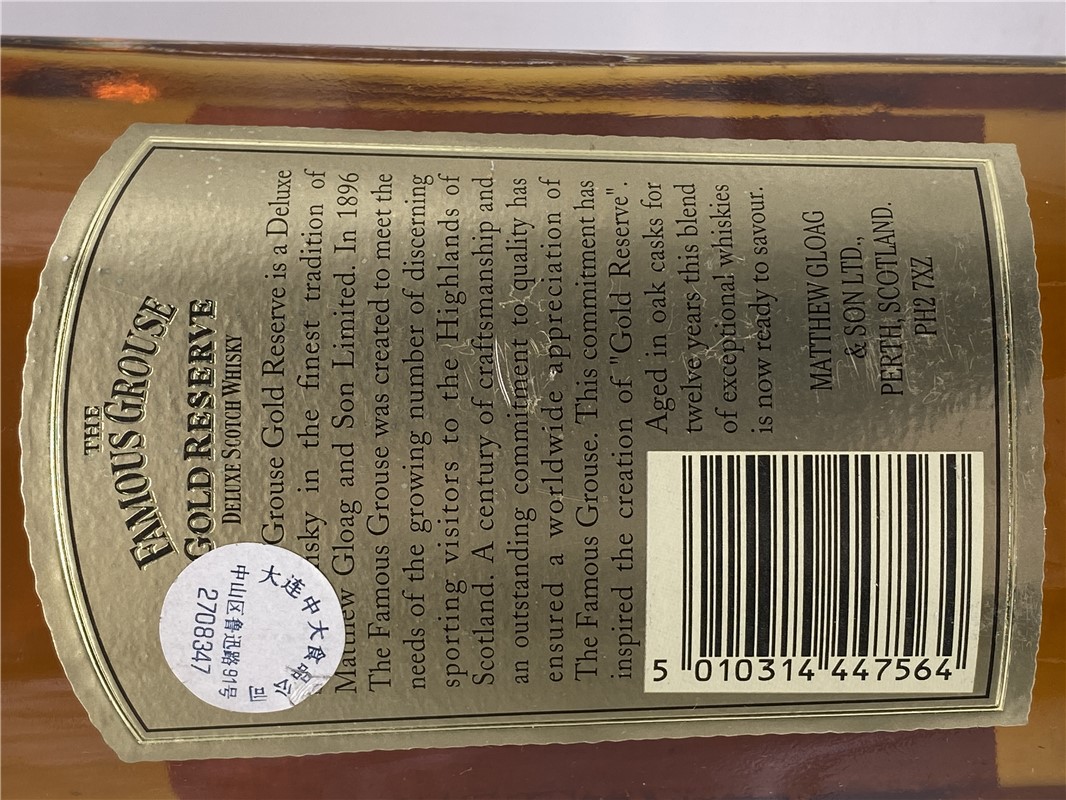 THE
FAMOUS GROUSE
GOLD RESERVE
DELUXE SCOTCH WHISKY
Grouse Gold Reserve is a Deluxe
in the finest tradition of
Matthew Gloag and Son Limited. In 1896
The Famous Grouse was created to meet the
needs of the growing number of discerning
sporting visitors to the Highlands of
Scotland. A century of craftsmanship and
an outstanding commitment to quality has
ensured a worldwide appreciation of
The Famous Grouse. This commitment has
inspired the creation of "Gold Reserve".
Aged in oak casks for
twelve years this blend
of exceptional whiskies
is now ready to savour.
MATTHEW GLOAG
& SON LTD.,
PERTH, SCOTLAND.
PH2 7XZ
5 010314 447564
大连中大食品公司
中山区鲁迅路91号
2708347